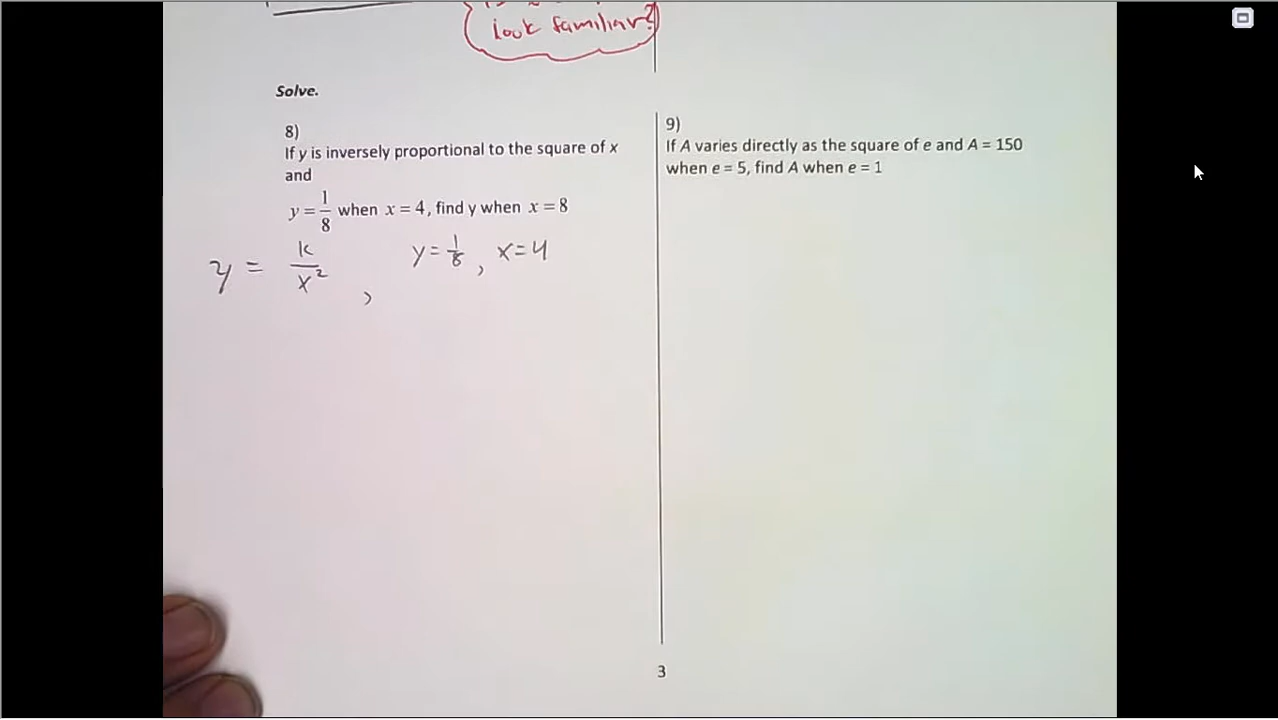 look familiar?
Solve.
8)
If y is inversely proportional to the square of x
and
y = 1/8 when x = 4, find y when x = 8
y = k/x² , y = 1/8 , x = 4
9)
If A varies directly as the square of e and A = 150
when e = 5, find A when e = 1
3